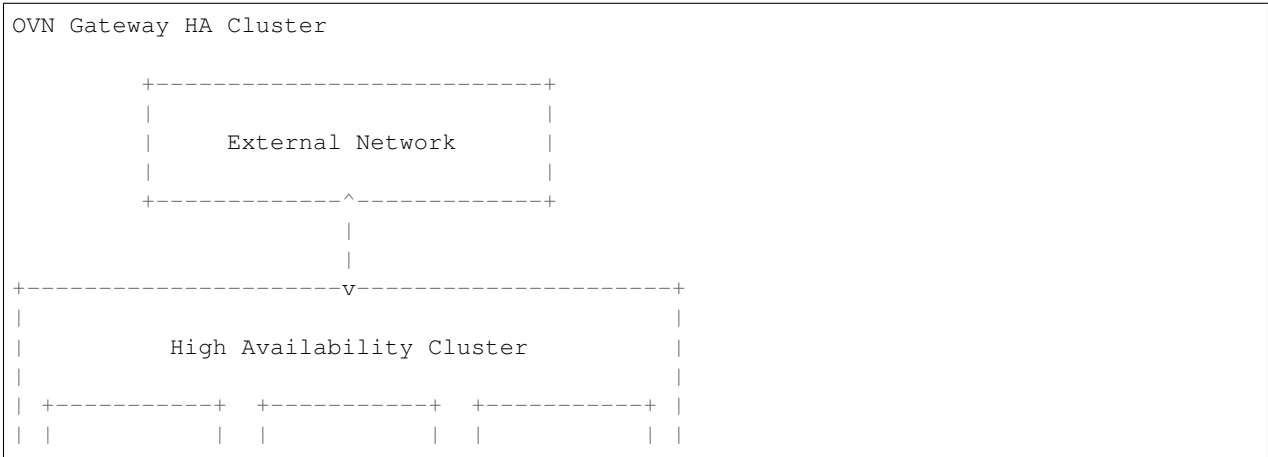 OVN Gateway HA Cluster
+---------------------------+
|                           |
|     External Network      |
|                           |
+-------------^-------------+
|
|
+----------------------v----------------------+
|                                             |
|          High Availability Cluster          |
|                                             |
| +-----------+  +-----------+  +-----------+ |
| |           |  |           |  |           | |